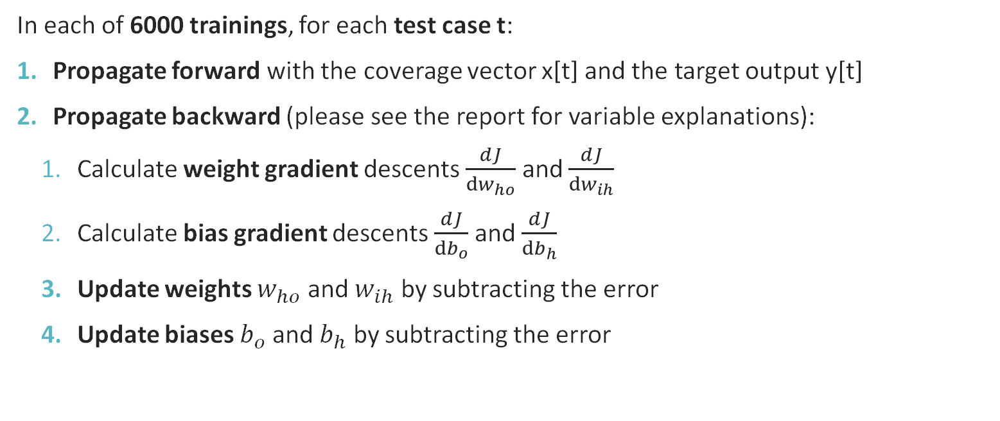 In each of 6000 trainings, for each test case t:
1. Propagate forward with the coverage vector x[t] and the target output y[t]
2. Propagate backward (please see the report for variable explanations):
1. Calculate weight gradient descents $\frac{dJ}{\mathrm{d}w_{ho}}$ and $\frac{dJ}{\mathrm{d}w_{ih}}$
2. Calculate bias gradient descents $\frac{dJ}{\mathrm{d}b_{o}}$ and $\frac{dJ}{\mathrm{d}b_{h}}$
3. Update weights $w_{ho}$ and $w_{ih}$ by subtracting the error
4. Update biases $b_{o}$ and $b_{h}$ by subtracting the error